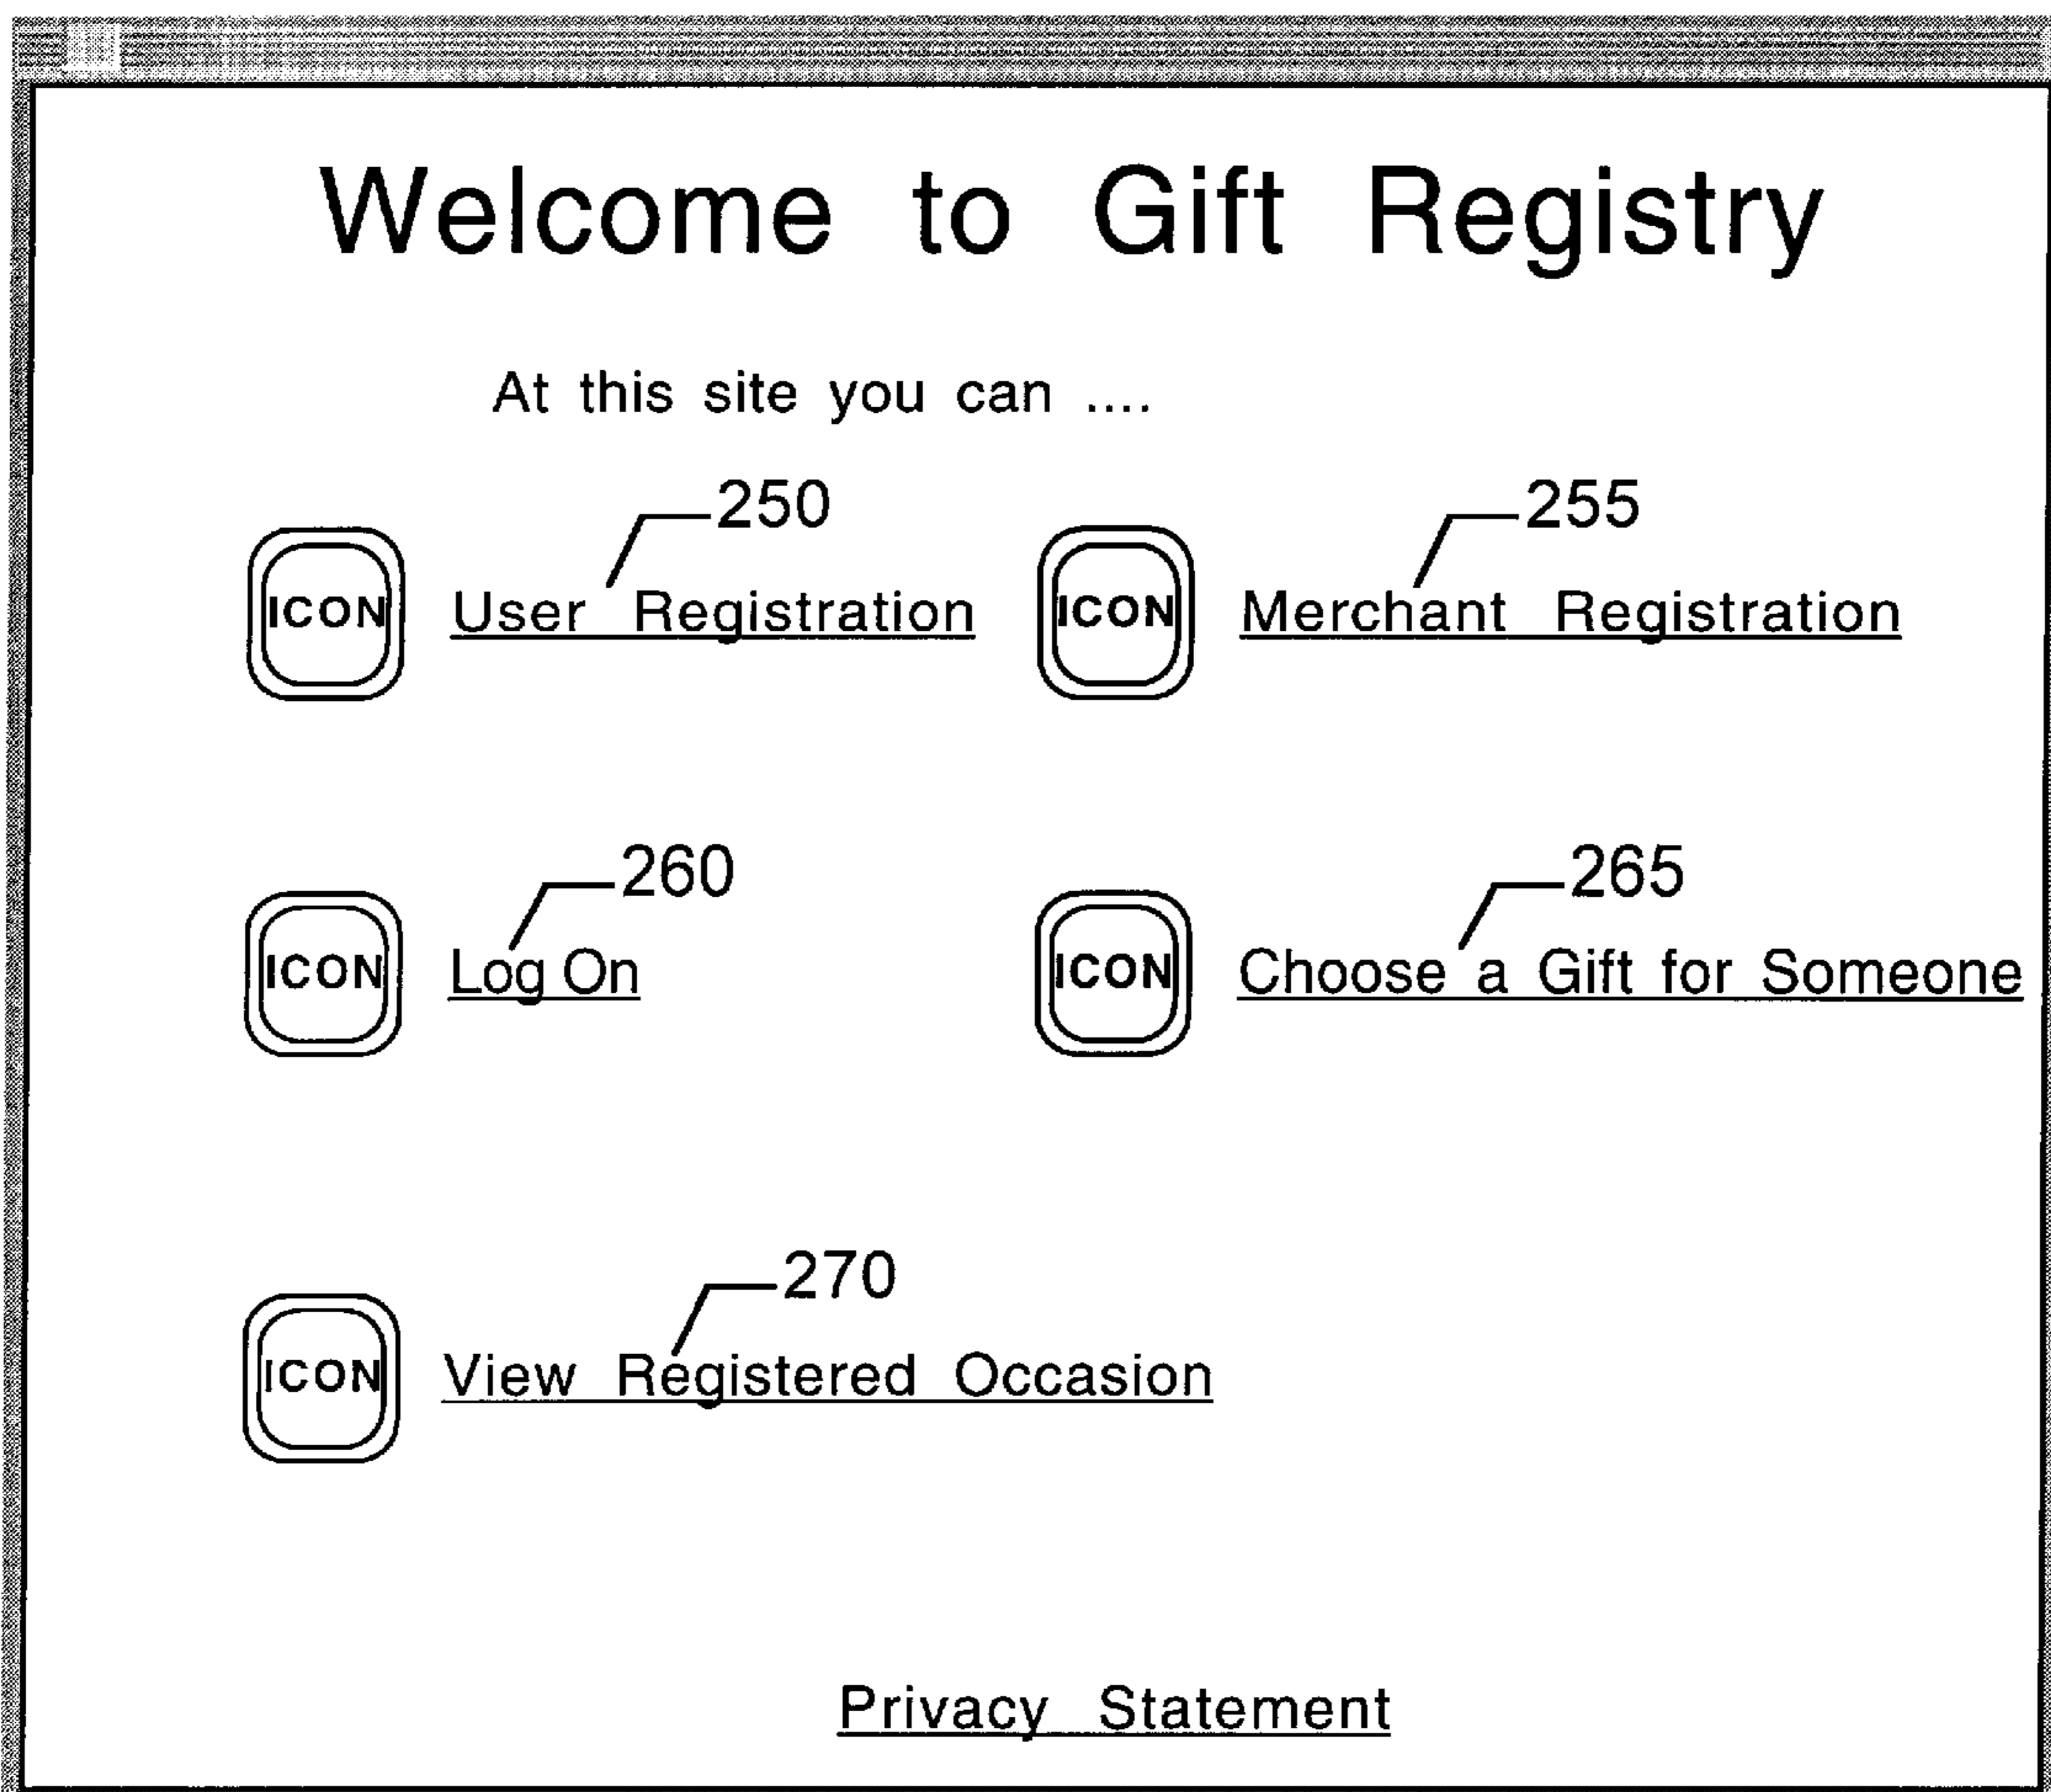 Welcome to Gift Registry
At this site you can ....
250 255
ICON User Registration ICON Merchant Registration
260 265
ICON Log On ICON Choose a Gift for Someone
270
ICON View Registered Occasion
Privacy Statement